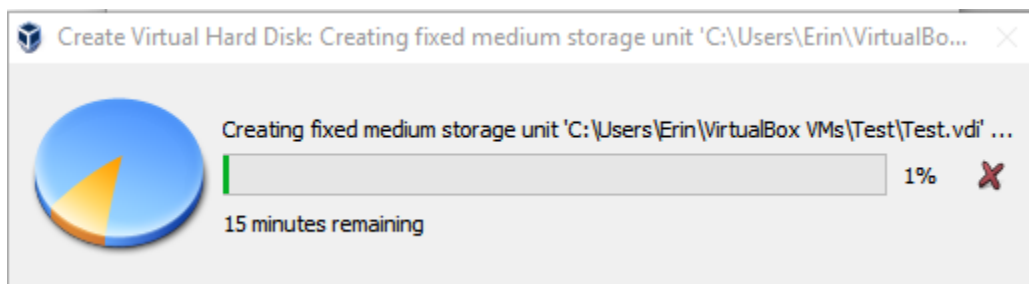 Create Virtual Hard Disk: Creating fixed medium storage unit 'C:\Users\Erin\VirtualBo...
Creating fixed medium storage unit 'C:\Users\Erin\VirtualBox VMs\Test\Test.vdi' ...
1%
15 minutes remaining